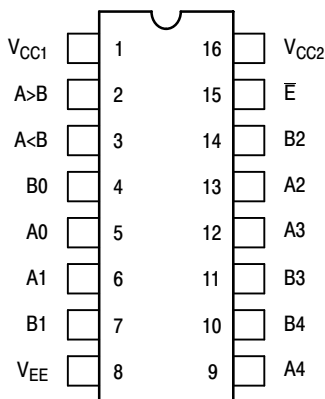 VCC1 1 16 VCC2
A>B 2 15 E̅
A<B 3 14 B2
B0 4 13 A2
A0 5 12 A3
A1 6 11 B3
B1 7 10 B4
VEE 8 9 A4